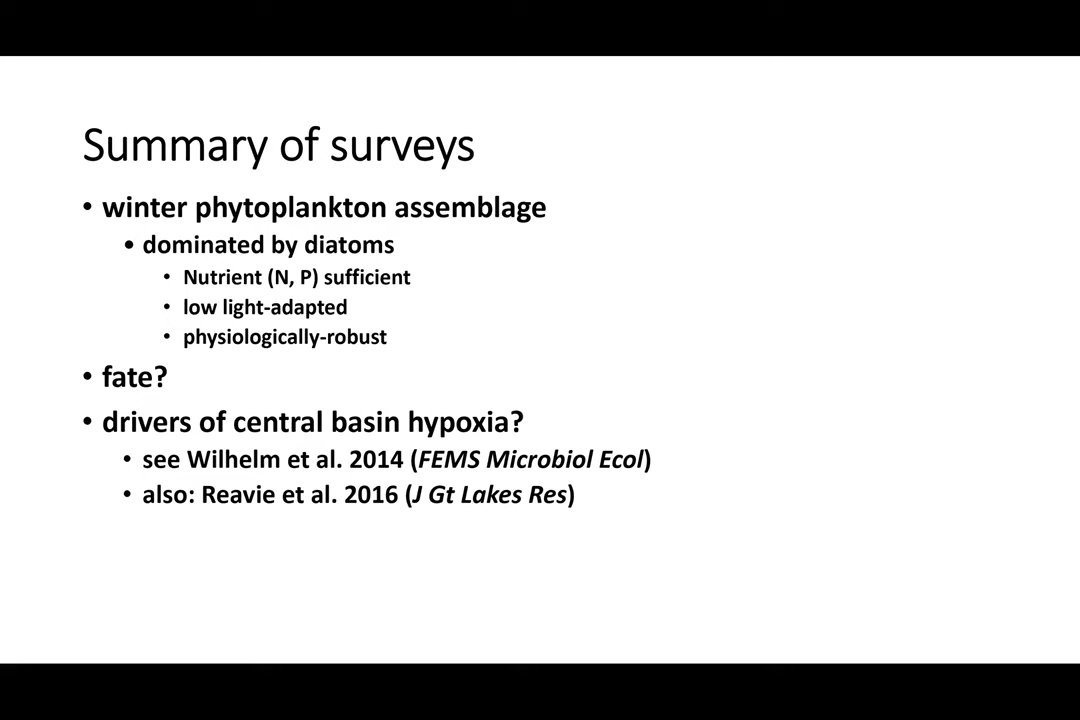 Summary of surveys
• winter phytoplankton assemblage
• dominated by diatoms
• Nutrient (N, P) sufficient
• low light-adapted
• physiologically-robust
• fate?
• drivers of central basin hypoxia?
• see Wilhelm et al. 2014 (FEMS Microbiol Ecol)
• also: Reavie et al. 2016 (J Gt Lakes Res)